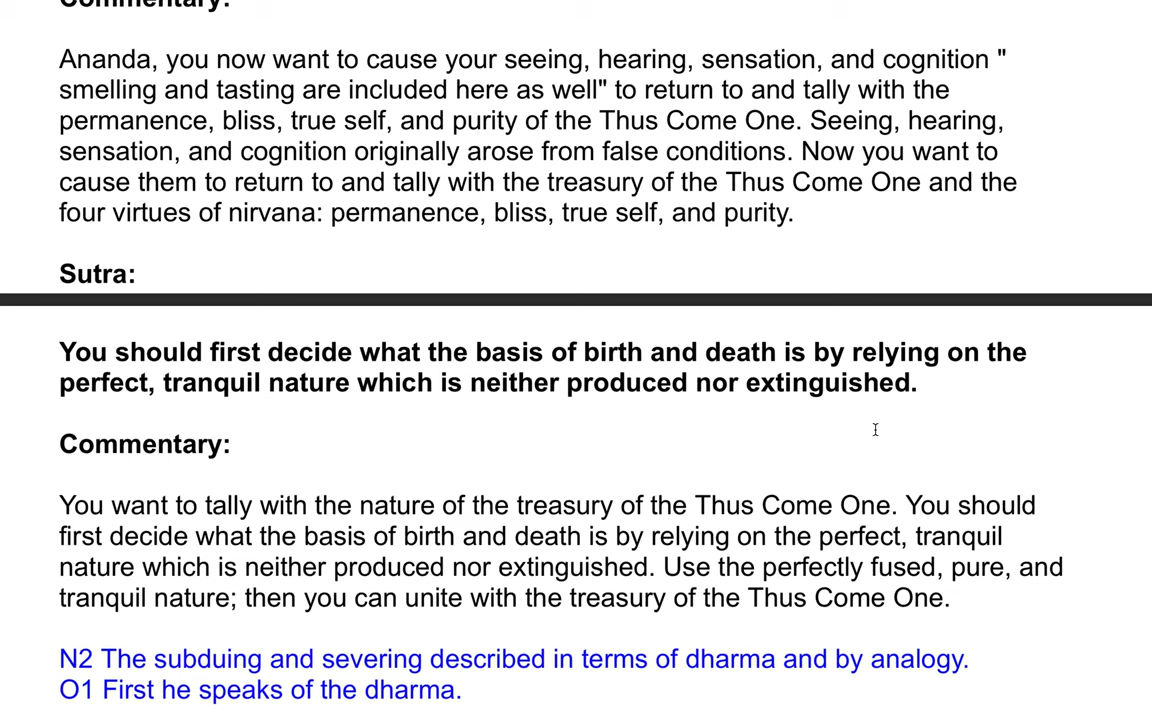 Commentary:
Ananda, you now want to cause your seeing, hearing, sensation, and cognition "
smelling and tasting are included here as well" to return to and tally with the
permanence, bliss, true self, and purity of the Thus Come One. Seeing, hearing,
sensation, and cognition originally arose from false conditions. Now you want to
cause them to return to and tally with the treasury of the Thus Come One and the
four virtues of nirvana: permanence, bliss, true self, and purity.
Sutra:
You should first decide what the basis of birth and death is by relying on the
perfect, tranquil nature which is neither produced nor extinguished.
Commentary:
You want to tally with the nature of the treasury of the Thus Come One. You should
first decide what the basis of birth and death is by relying on the perfect, tranquil
nature which is neither produced nor extinguished. Use the perfectly fused, pure, and
tranquil nature; then you can unite with the treasury of the Thus Come One.
N2 The subduing and severing described in terms of dharma and by analogy.
O1 First he speaks of the dharma.